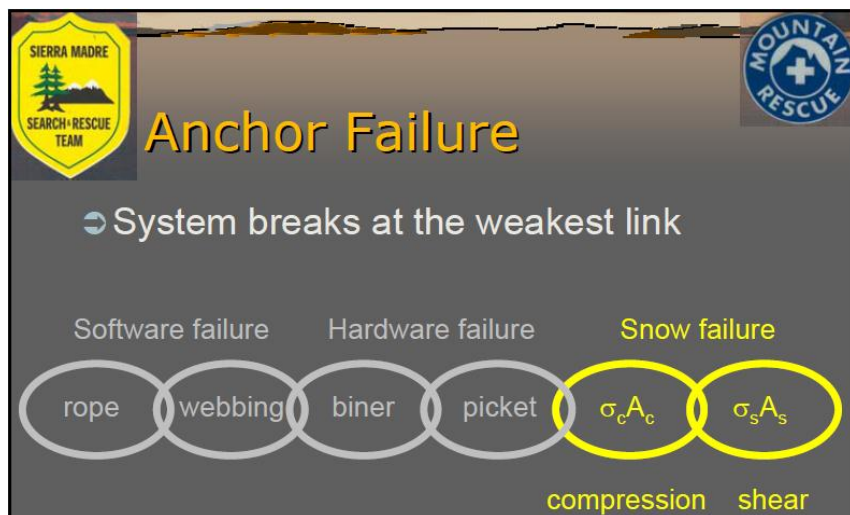 SIERRA MADRE
SEARCH & RESCUE
TEAM
MOUNTAIN
RESCUE
Anchor Failure
System breaks at the weakest link
Software failure Hardware failure Snow failure
rope webbing biner picket σcAc σsAs
compression shear